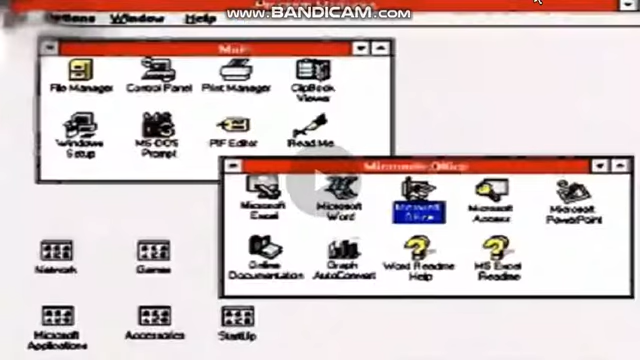 WWW.BANDICAM.COM
Options Window Help
Main
File Manager Control Panel Print Manager ClipBook
Viewer
Windows MS-DOS PIF Editor Read Me
Setup Prompt
Microsoft Office
Microsoft Microsoft Microsoft Microsoft Microsoft
Excel Word Office Access PowerPoint
Online Graph Word Readme MS Excel
Documentation AutoConvert Help Readme
Network Games
Microsoft Accessories StartUp
Applications